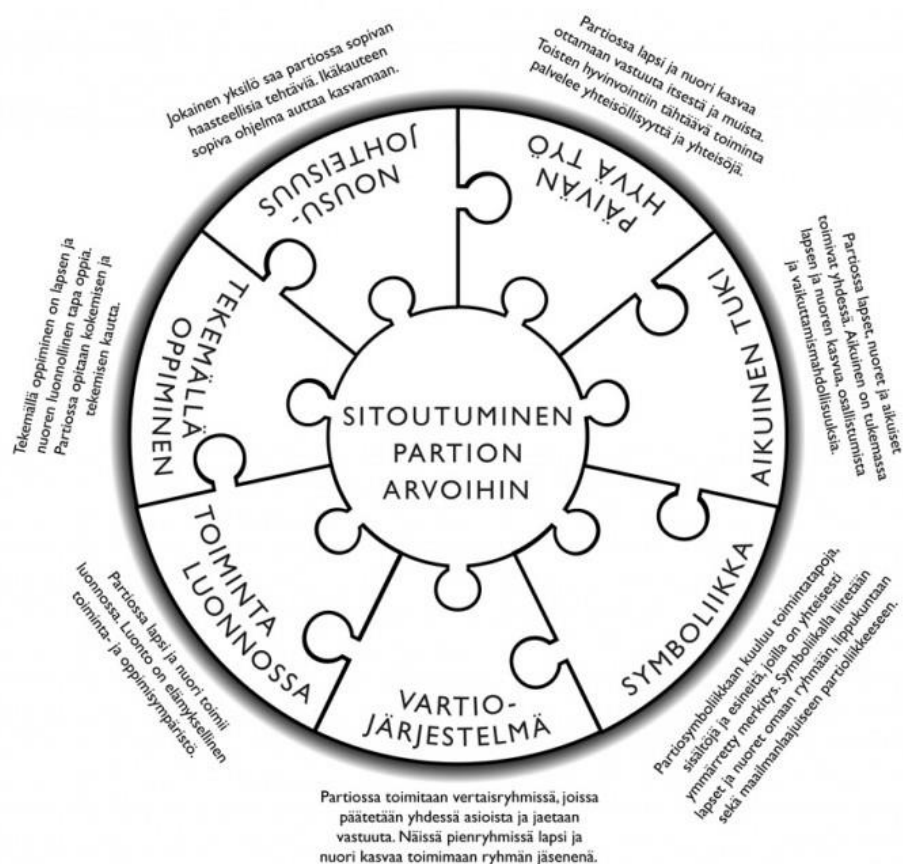 SITOUTUMINEN
PARTION
ARVOIHIN
NOUSU-
JOHTEISUUS
Jokainen yksilö saa partiossa sopivan
haasteellisia tehtäviä. Ikäkauteen
sopiva ohjelma auttaa kasvamaan.
PÄIVÄN
HYVÄ TYÖ
Partiossa lapsi ja nuori kasvaa
ottamaan vastuuta itsestä ja muista.
Toisten hyvinvointiin tähtäävä toiminta
palvelee yhteisöllisyyttä ja yhteisöjä.
AIKUINEN TUKI
Partiossa lapset, nuoret ja aikuiset
toimivat yhdessä. Aikuinen on tukemassa
lapsen ja nuoren kasvua, osallistumista
ja vaikuttamismahdollisuuksia.
SYMBOLIIKKA
Partiosymboliikkaan kuuluu toimintatapoja,
sisältöjä ja esineitä, joilla on yhteisesti
ymmärretty merkitys. Symboliikalla liitetään
lapset ja nuoret omaan ryhmään, lippukuntaan
sekä maailmanlaajuiseen partioliikkeeseen.
VARTIO-
JÄRJESTELMÄ
Partiossa toimitaan vertaisryhmissä, joissa
päätetään yhdessä asioista ja jaetaan
vastuuta. Näissä pienryhmissä lapsi ja
nuori kasvaa toimimaan ryhmän jäsenenä.
TOIMINTA
LUONNOSSA
Partiossa lapsi ja nuori toimii
luonnossa. Luonto on elämyksellinen
toiminta- ja oppimisympäristö.
TEKEMÄLLÄ
OPPIMINEN
Tekemällä oppiminen on lapsen ja
nuoren luonnollinen tapa oppia.
Partiossa opitaan kokemisen ja
tekemisen kautta.